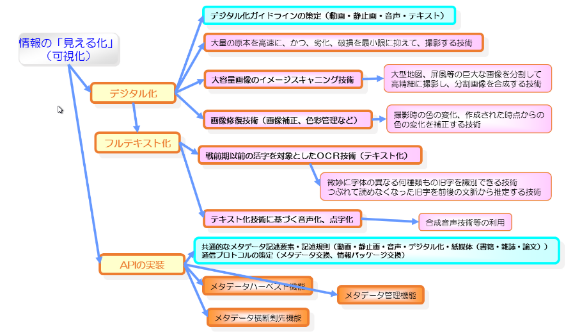 情報の「見える化」
（可視化）
デジタル化ガイドラインの策定（動画・静止画・音声・テキスト）
大量の原本を高速に、かつ、劣化、破損を最小限に抑えて、撮影する技術
デジタル化
大容量画像のイメージスキャニング技術
大型地図、屏風等の巨大な画像を分割して
高精細に撮影し、分割画像を合成する技術
画像修復技術（画像補正、色彩管理など）
撮影時の色の変化、作成された時点からの
色の変化を補正する技術
フルテキスト化
戦前期以前の活字を対象としたOCR技術（テキスト化）
微妙に字体の異なる何種類もの旧字を識別できる技術
つぶれて読めなくなった旧字を前後の文脈から推定する技術
テキスト化技術に基づく音声化、点字化
合成音声技術等の利用
APIの実装
共通的なメタデータ記述要素・記述規則（動画・静止画・音声・デジタル化・紙媒体（書籍・雑誌・論文））
通信プロトコルの策定（メタデータ交換、情報パッケージ交換）
メタデータハーベスト機能
メタデータ管理機能
メタデータ横断割先機能